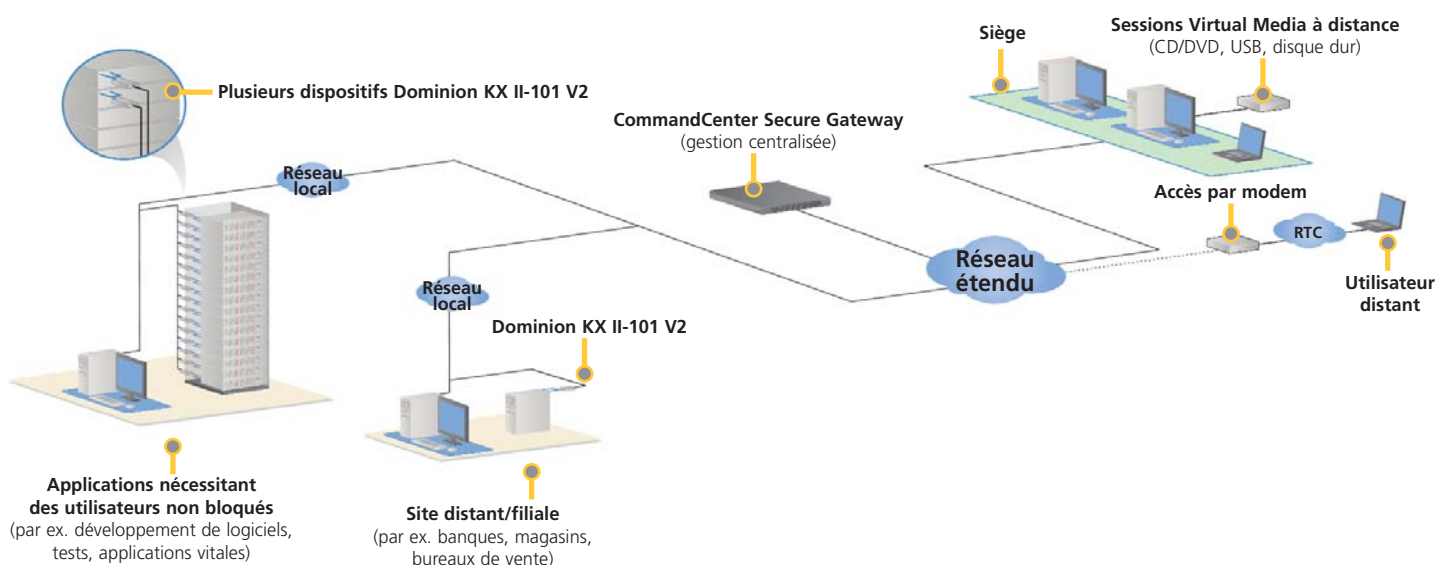 Siège
Sessions Virtual Media à distance
(CD/DVD, USB, disque dur)
Plusieurs dispositifs Dominion KX II-101 V2
CommandCenter Secure Gateway
(gestion centralisée)
Réseau
local
Accès par modem
RTC
Réseau
étendu
Utilisateur
distant
Réseau
local
Dominion KX II-101 V2
Applications nécessitant
des utilisateurs non bloqués
(par ex. développement de logiciels,
tests, applications vitales)
Site distant/filiale
(par ex. banques, magasins,
bureaux de vente)